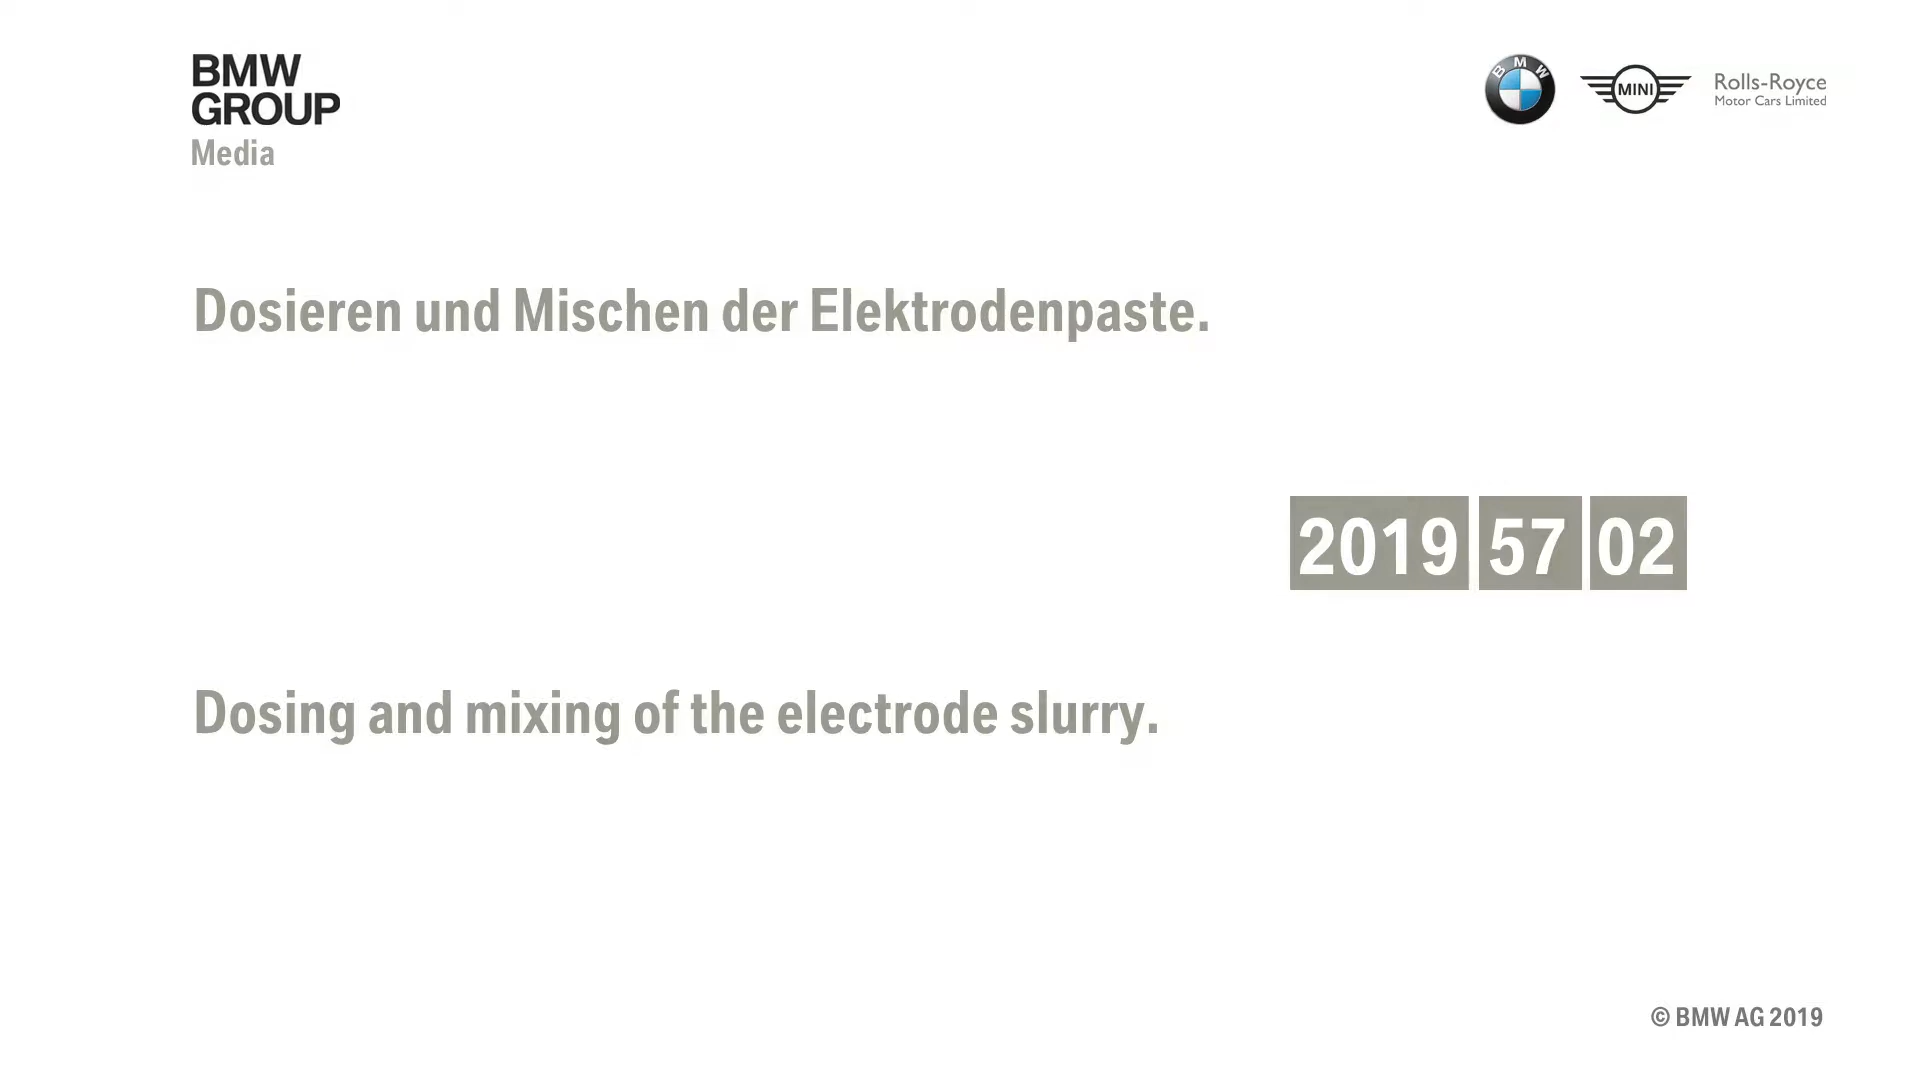 BMW
GROUP
Media
BMW
MINI
Rolls-Royce
Motor Cars Limited
Dosieren und Mischen der Elektrodenpaste.
2019 57 02
Dosing and mixing of the electrode slurry.
© BMW AG 2019